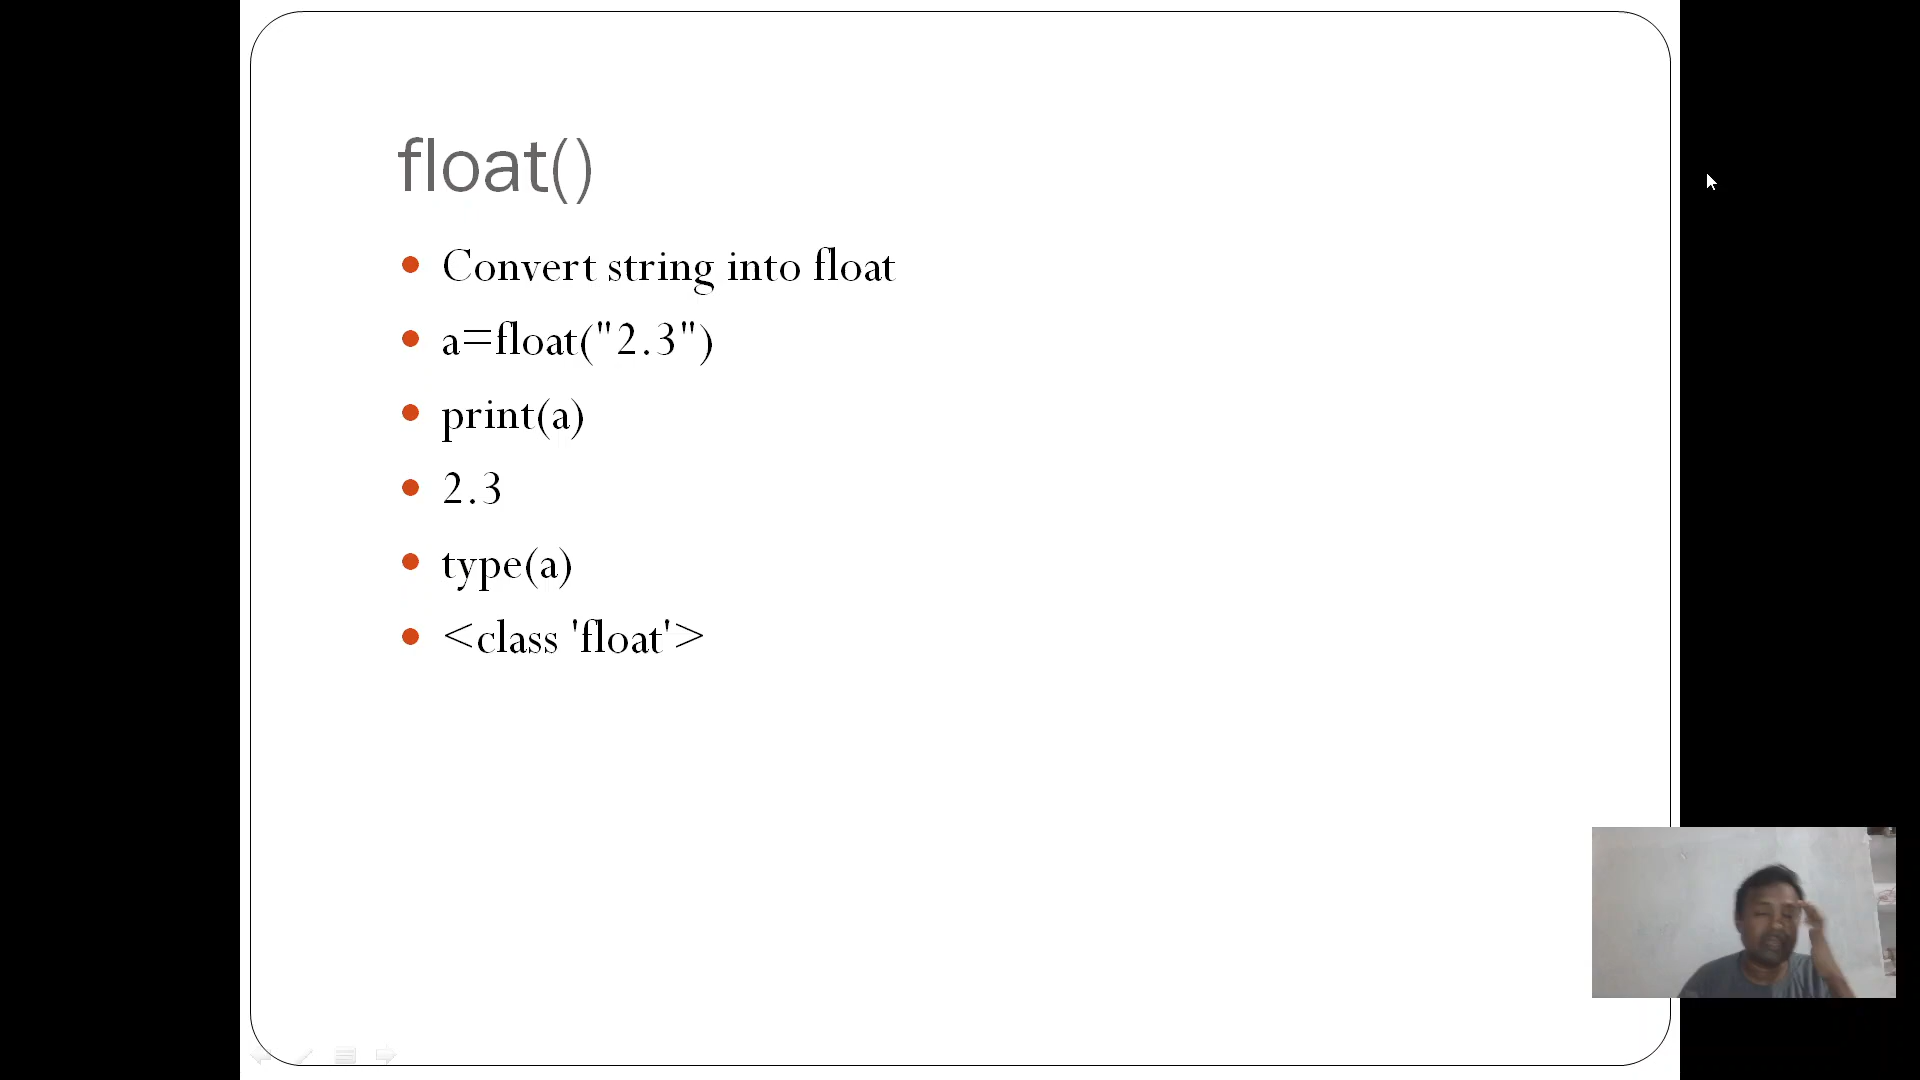 float()
Convert string into float
a=float("2.3")
print(a)
2.3
type(a)
<class 'float'>